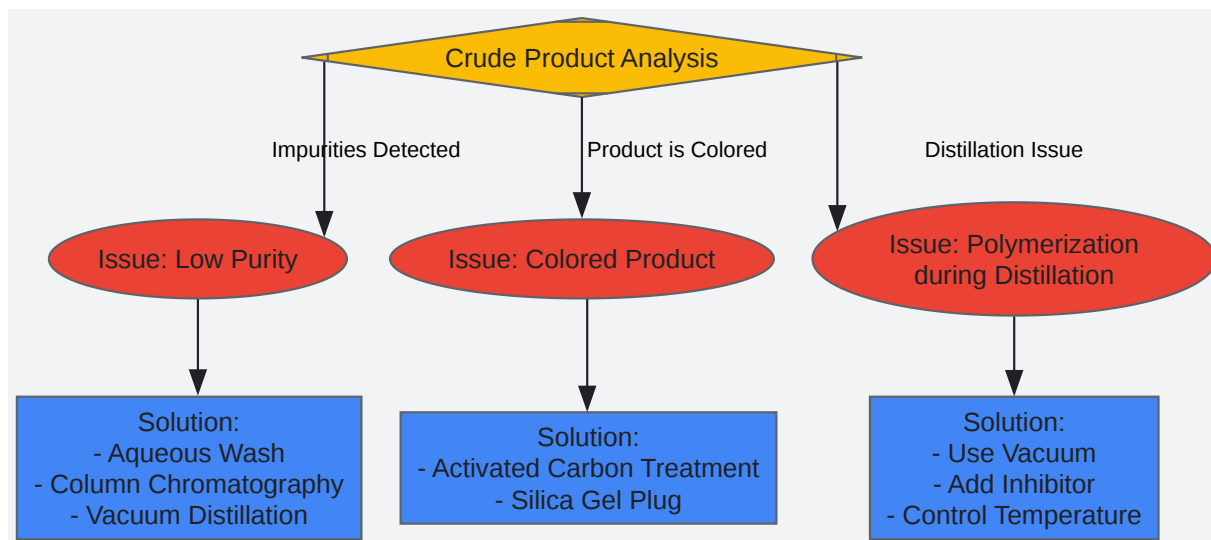 Crude Product Analysis
Impurities Detected
Product is Colored
Distillation Issue
Issue: Low Purity
Issue: Colored Product
Issue: Polymerization
during Distillation
Solution:
- Aqueous Wash
- Column Chromatography
- Vacuum Distillation
Solution:
- Activated Carbon Treatment
- Silica Gel Plug
Solution:
- Use Vacuum
- Add Inhibitor
- Control Temperature